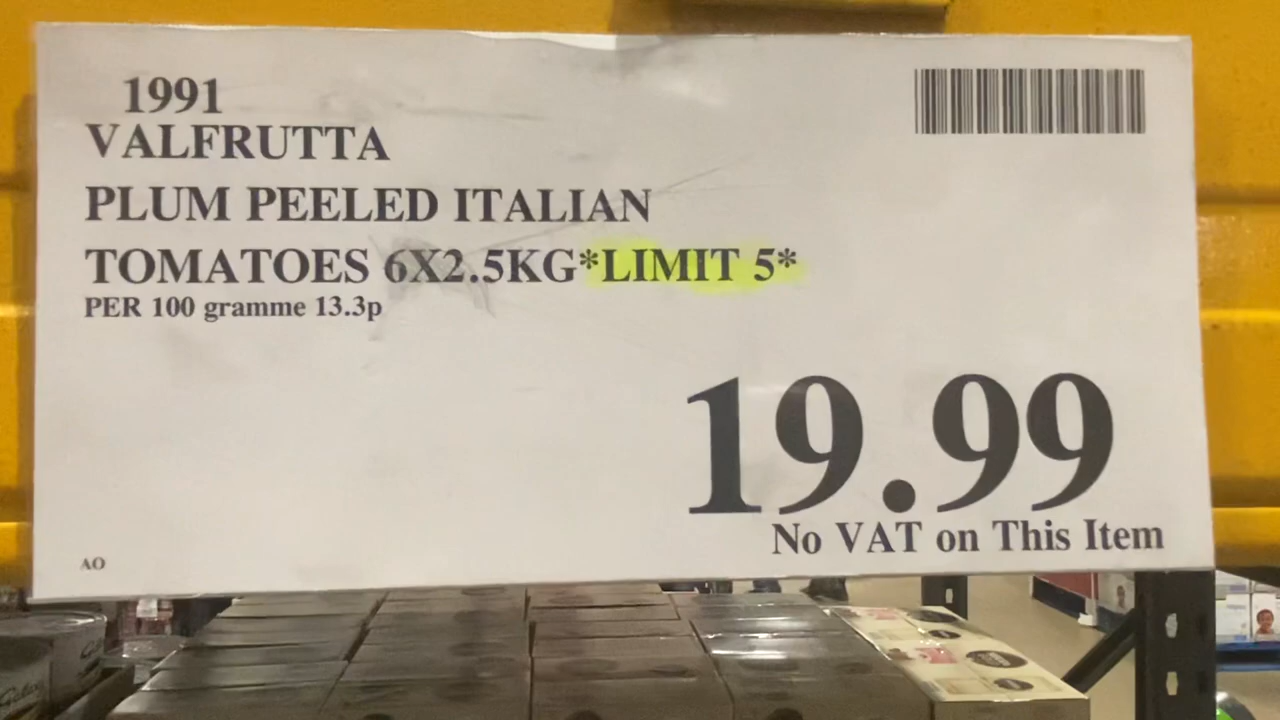 1991
VALFRUTTA
PLUM PEELED ITALIAN
TOMATOES 6X2.5KG*LIMIT 5*
PER 100 gramme 13.3p
19.99
No VAT on This Item
AO